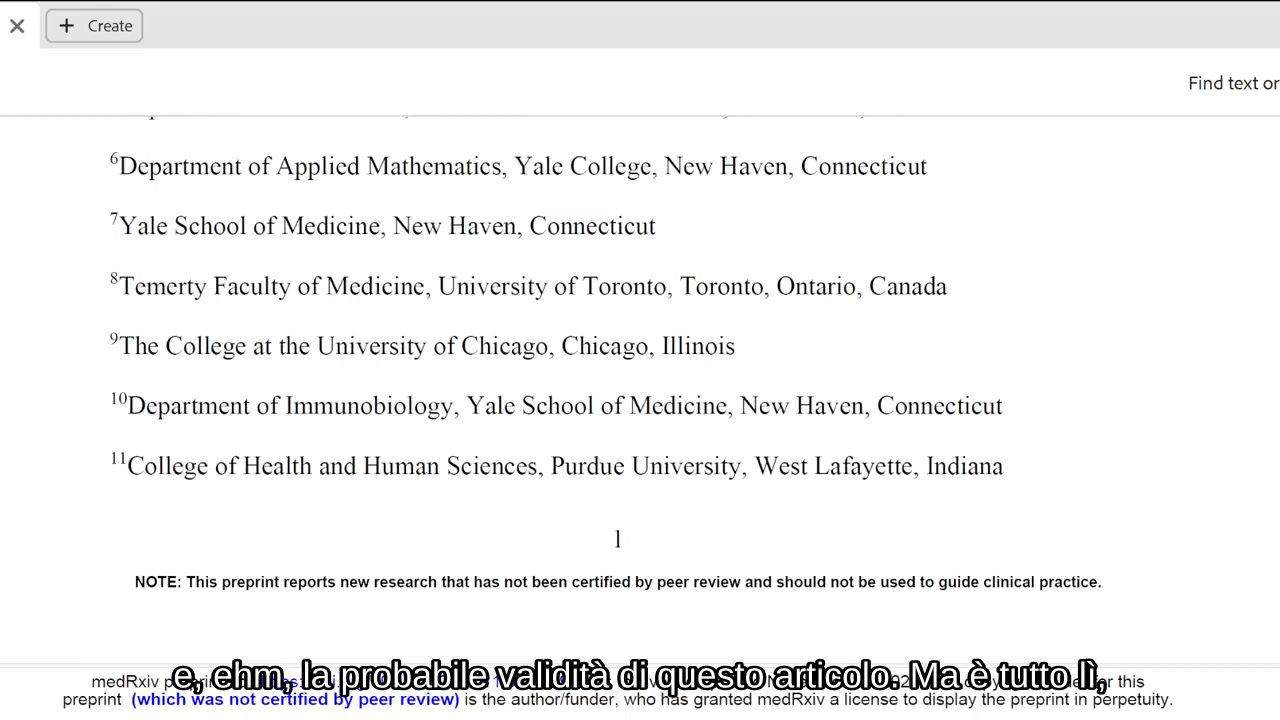 Create
Find text or
6Department of Applied Mathematics, Yale College, New Haven, Connecticut
7Yale School of Medicine, New Haven, Connecticut
8Temerty Faculty of Medicine, University of Toronto, Toronto, Ontario, Canada
9The College at the University of Chicago, Chicago, Illinois
10Department of Immunobiology, Yale School of Medicine, New Haven, Connecticut
11College of Health and Human Sciences, Purdue University, West Lafayette, Indiana
1
NOTE: This preprint reports new research that has not been certified by peer review and should not be used to guide clinical practice.
e, ehm, la probabile validità di questo articolo. Ma è tutto lì,
medRxiv for this
preprint (which was not certified by peer review) is the author/funder, who has granted medRxiv a license to display the preprint in perpetuity.